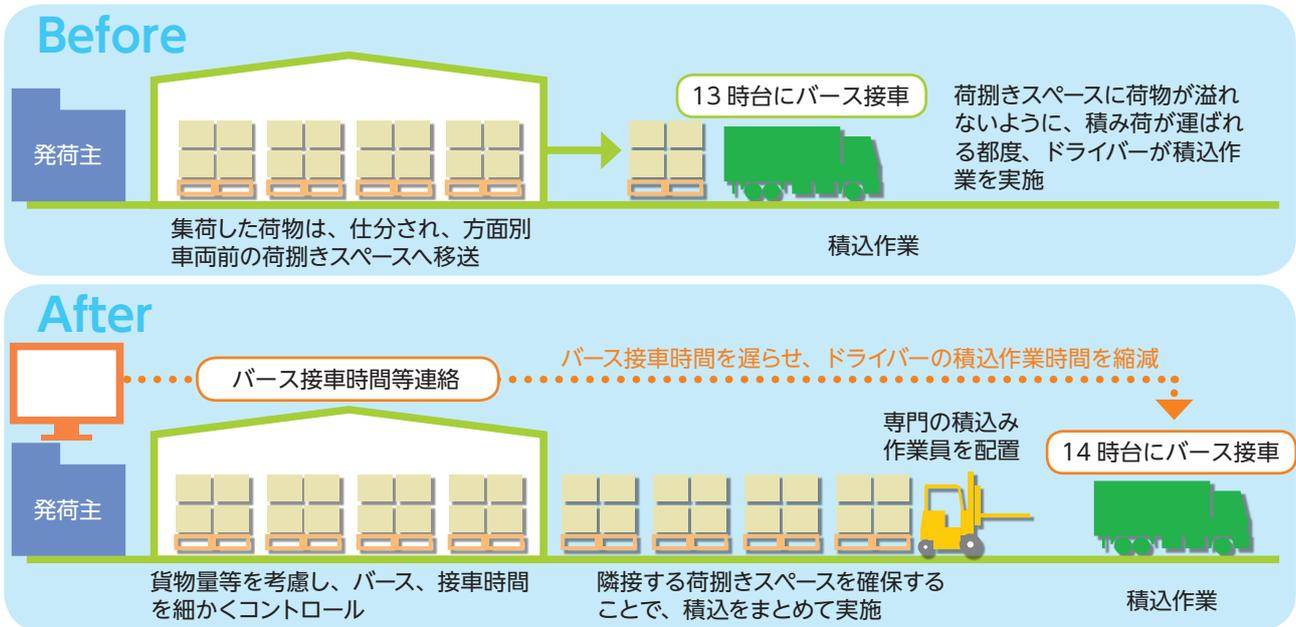 Before
発荷主
13 時台にバース接車
荷捌きスペースに荷物が溢れ
ないように、積み荷が運ばれ
る都度、ドライバーが積込作
業を実施
集荷した荷物は、仕分され、方面別
車両前の荷捌きスペースへ移送
積込作業
After
バース接車時間等連絡
バース接車時間を遅らせ、ドライバーの積込作業時間を縮減
専門の積込み
作業員を配置
14 時台にバース接車
発荷主
貨物量等を考慮し、バース、接車時間
を細かくコントロール
隣接する荷捌きスペースを確保する
ことで、積込をまとめて実施
積込作業